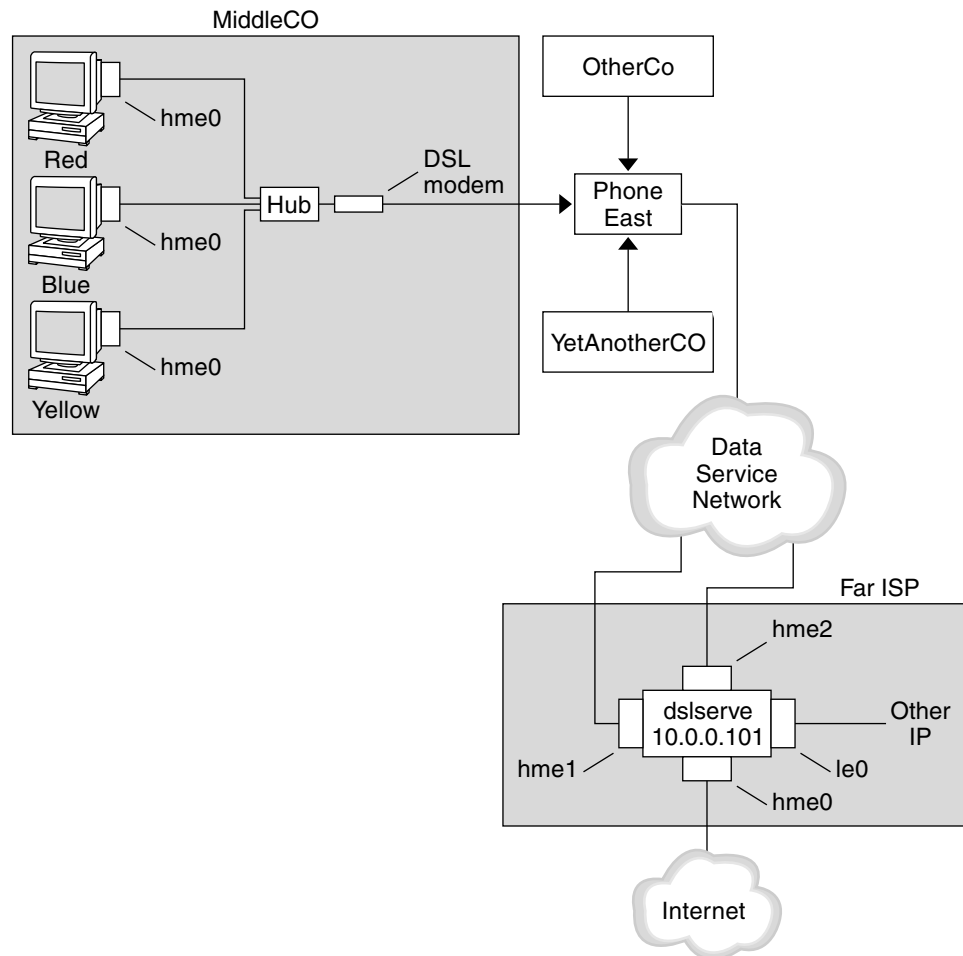 MiddleCO
hme0
Red
hme0
Blue
hme0
Yellow
Hub
DSL
modem
OtherCo
Phone
East
YetAnotherCO
Data
Service
Network
Far ISP
hme2
dslserve
10.0.0.101
Other
IP
hme1
le0
hme0
Internet